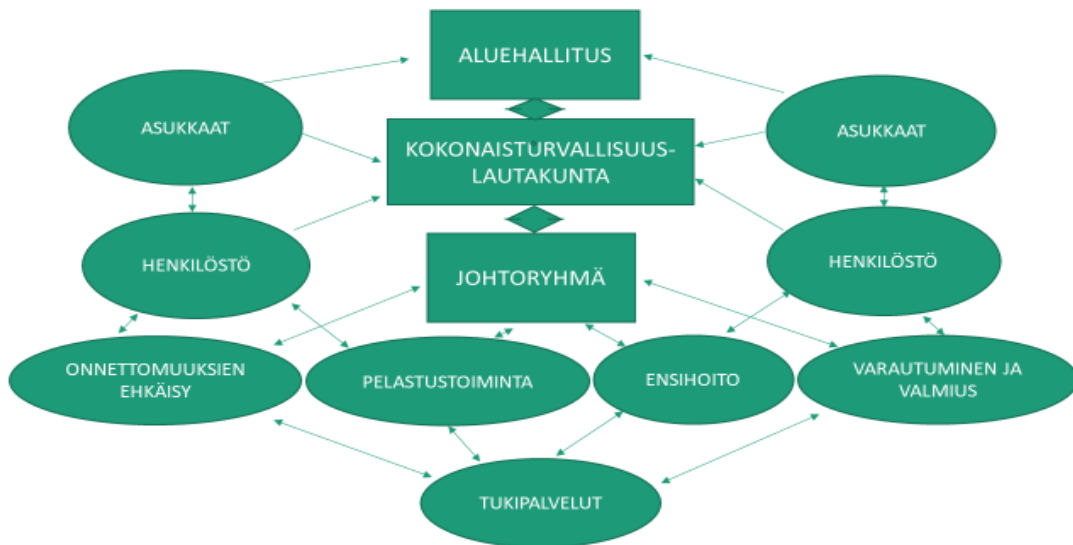 ALUEHALLITUS
ASUKKAAT
ASUKKAAT
KOKONAISTURVALLISUUS-
LAUTAKUNTA
HENKILÖSTÖ
HENKILÖSTÖ
JOHTORYHMÄ
ONNETTOMUUKSIEN
EHKÄISY
PELASTUSTOIMINTA
ENSIHOITO
VARAUTUMINEN JA
VALMIUS
TUKIPALVELUT